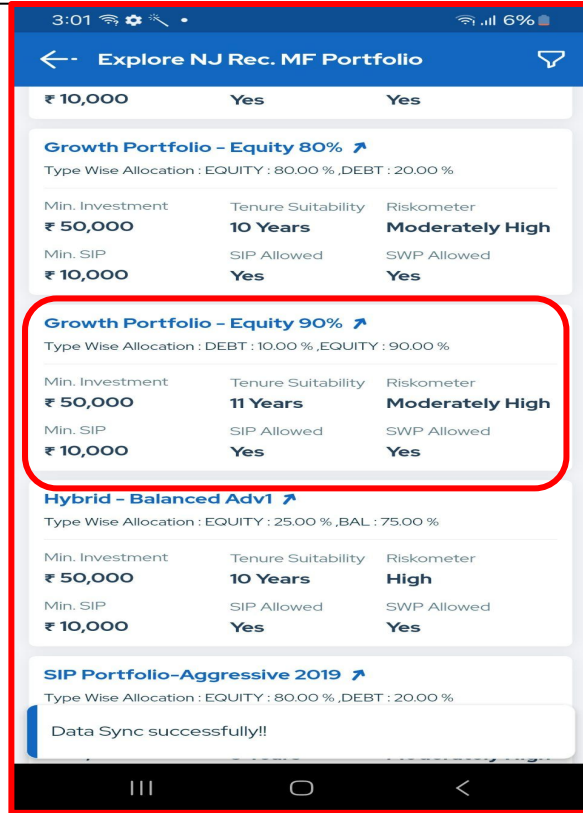 3:01 6%
Explore NJ Rec. MF Portfolio
₹ 10,000 Yes Yes
Growth Portfolio - Equity 80%
Type Wise Allocation : EQUITY : 80.00 % ,DEBT : 20.00 %
Min. Investment Tenure Suitability Riskometer
₹ 50,000 10 Years Moderately High
Min. SIP SIP Allowed SWP Allowed
₹ 10,000 Yes Yes
Growth Portfolio - Equity 90%
Type Wise Allocation : DEBT : 10.00 % ,EQUITY : 90.00 %
Min. Investment Tenure Suitability Riskometer
₹ 50,000 11 Years Moderately High
Min. SIP SIP Allowed SWP Allowed
₹ 10,000 Yes Yes
Hybrid - Balanced Adv1
Type Wise Allocation : EQUITY : 25.00 % ,BAL : 75.00 %
Min. Investment Tenure Suitability Riskometer
₹ 50,000 10 Years High
Min. SIP SIP Allowed SWP Allowed
₹ 10,000 Yes Yes
SIP Portfolio-Aggressive 2019
Type Wise Allocation : EQUITY : 80.00 % ,DEBT : 20.00 %
Data Sync successfully!!